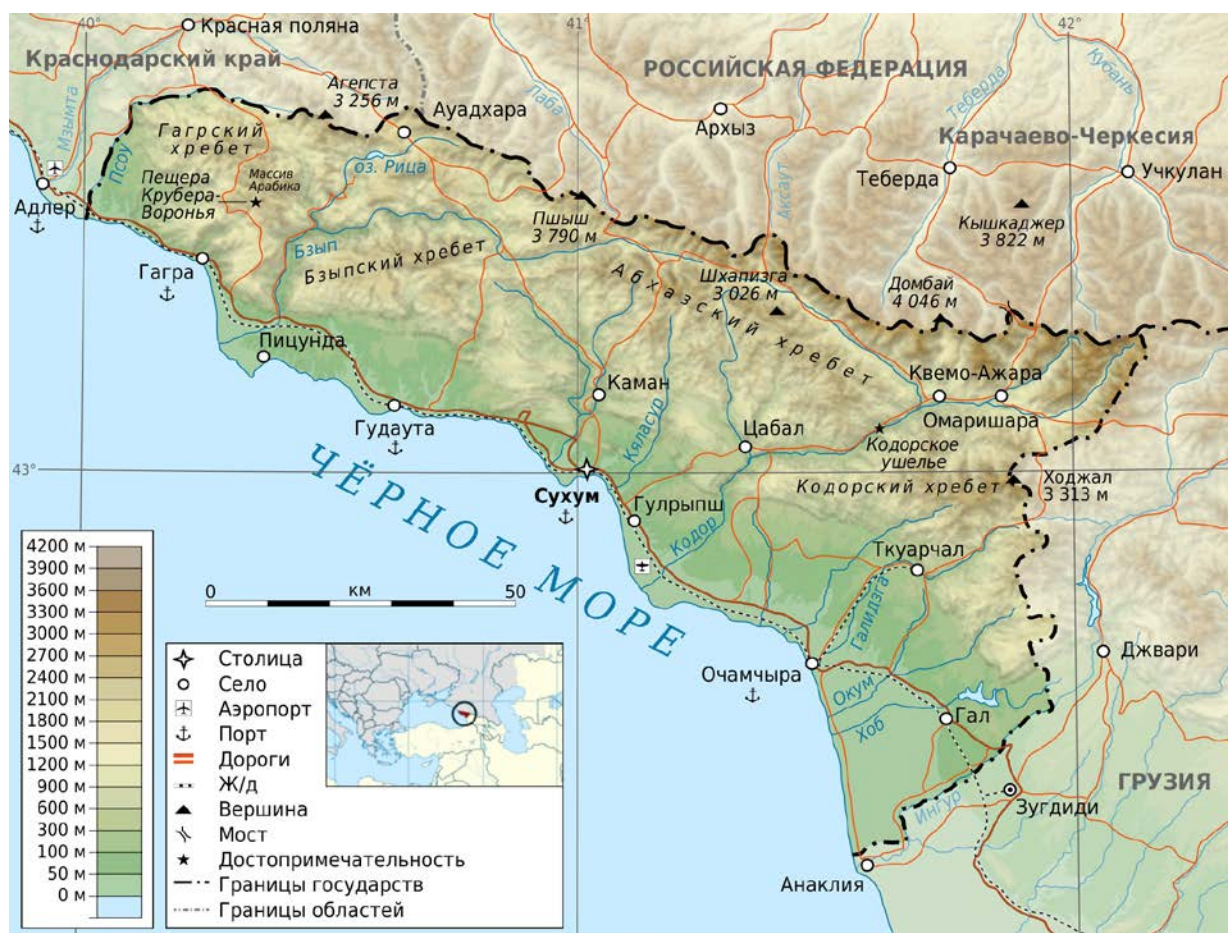 40°
41°
42°
Красная поляна
Краснодарский край
РОССИЙСКАЯ ФЕДЕРАЦИЯ
Агепста
3 256 м
Ауадхара
Мзымта
Лаба
Теберда
Кубань
Архыз
Карачаево-Черкесия
Гагрский
хребет
оз. Рица
Псоу
Пещера
Крубера-
Воронья
Массив
Арабика
Аксаут
Теберда
Учкулан
Адлер
Пшыш
3 790 м
Кышкаджер
3 822 м
Бзып
Бзыпский хребет
Гагра
Абхазский хребет
Шхапизга
3 026 м
Домбай
4 046 м
Пицунда
Каман
Квемо-Ажара
Омаришара
Гудаута
Кяласур
Цабал
Кодорское
ущелье
43°
ЧЁРНОЕ МОРЕ
Сухум
Кодорский хребет
Ходжал
3 313 м
Гулрыпш
Кодор
Ткуарчал
Галидзга
0
км
50
Джвари
Очамчыра
Окум
Хоб
Гал
ГРУЗИЯ
Ингур
Зугдиди
Анаклия
4200 м
3900 м
3600 м
3300 м
3000 м
2700 м
2400 м
2100 м
1800 м
1500 м
1200 м
900 м
600 м
300 м
100 м
50 м
0 м
Столица
Село
Аэропорт
Порт
Дороги
Ж/д
Вершина
Мост
Достопримечательность
Границы государств
Границы областей